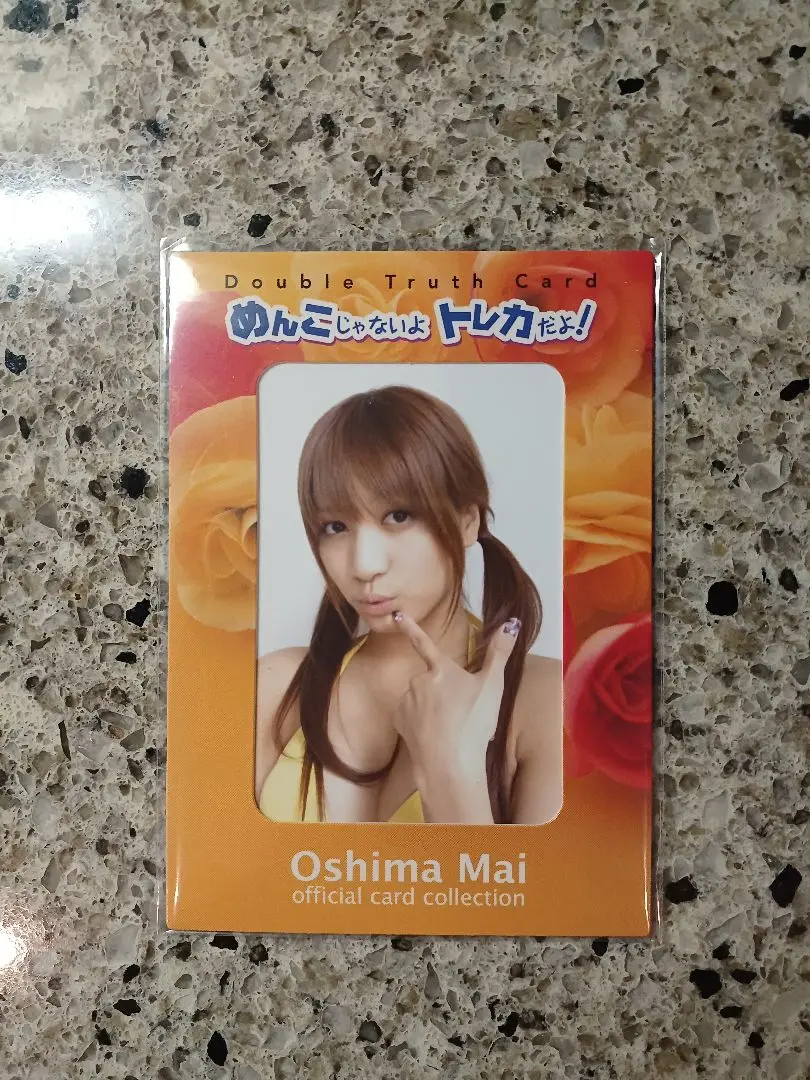 Double Truth Card
めんこじゃないよ トレカだよ!
Oshima Mai
official card collection